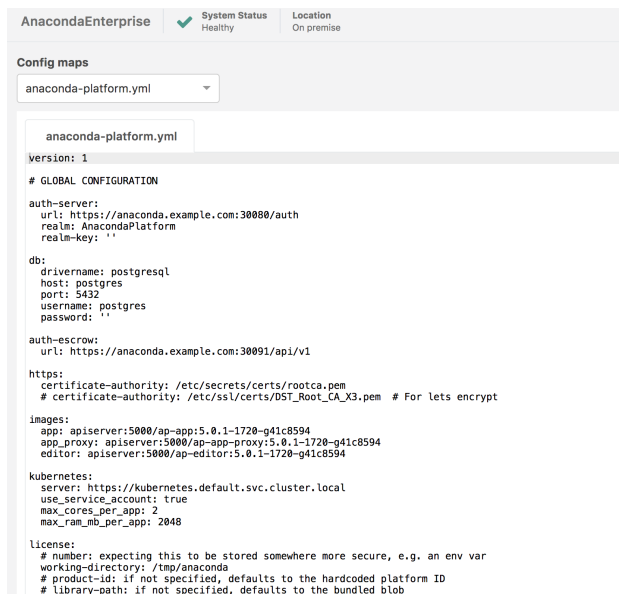 AnacondaEnterprise
System Status
Healthy
Location
On premise
Config maps
anaconda-platform.yml
anaconda-platform.yml
version: 1
# GLOBAL CONFIGURATION
auth-server:
  url: https://anaconda.example.com:30080/auth
  realm: AnacondaPlatform
  realm-key: ''
db:
  drivername: postgresql
  host: postgres
  port: 5432
  username: postgres
  password: ''
auth-escrow:
  url: https://anaconda.example.com:30091/api/v1
https:
  certificate-authority: /etc/secrets/certs/rootca.pem
  # certificate-authority: /etc/ssl/certs/DST_Root_CA_X3.pem  # For lets encrypt
images:
  app: apiserver:5000/ap-app:5.0.1-1720-g41c8594
  app_proxy: apiserver:5000/ap-app-proxy:5.0.1-1720-g41c8594
  editor: apiserver:5000/ap-editor:5.0.1-1720-g41c8594
kubernetes:
  server: https://kubernetes.default.svc.cluster.local
  use_service_account: true
  max_cores_per_app: 2
  max_ram_mb_per_app: 2048
license:
  # number: expecting this to be stored somewhere more secure, e.g. an env var
  working-directory: /tmp/anaconda
  # product-id: if not specified, defaults to the hardcoded platform ID
  # library-path: if not specified, defaults to the bundled blob